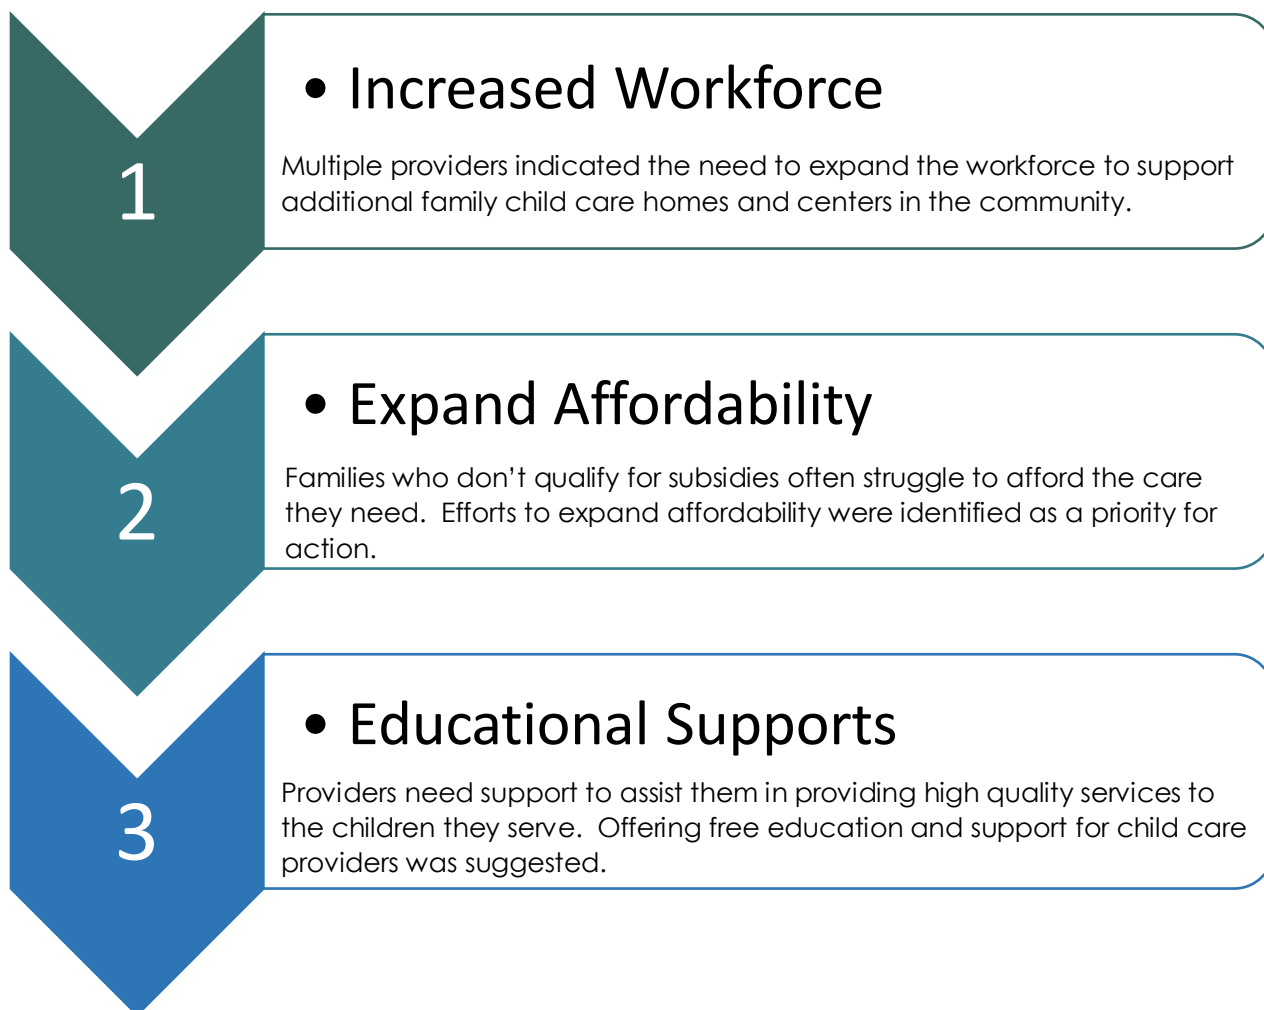 1
• Increased Workforce
Multiple providers indicated the need to expand the workforce to support
additional family child care homes and centers in the community.
2
• Expand Affordability
Families who don’t qualify for subsidies often struggle to afford the care
they need.  Efforts to expand affordability were identified as a priority for
action.
3
• Educational Supports
Providers need support to assist them in providing high quality services to
the children they serve.  Offering free education and support for child care
providers was suggested.